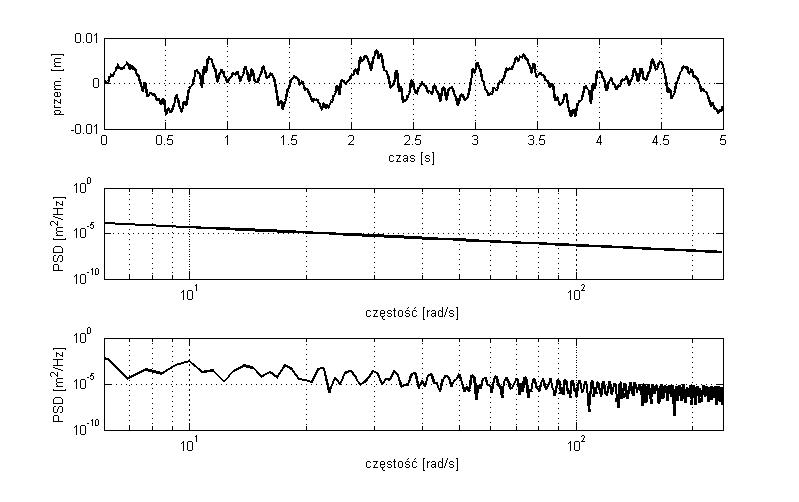 0.01
0
-0.01
przem. [m]
0 0.5 1 1.5 2 2.5 3 3.5 4 4.5 5
czas [s]
10^0
10^-5
10^-10
PSD [m^2/Hz]
10^1 10^2
częstość [rad/s]
10^0
10^-5
10^-10
PSD [m^2/Hz]
10^1 10^2
częstość [rad/s]